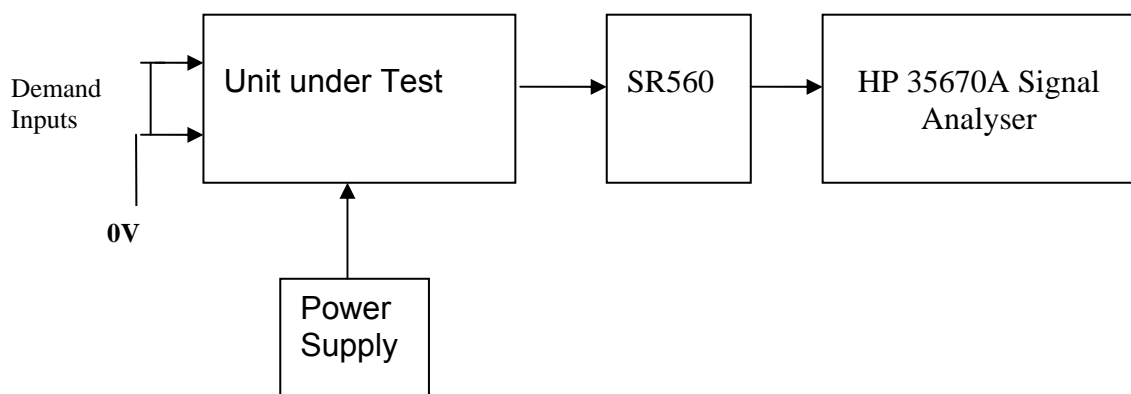 Demand
Inputs
0V
Unit under Test
SR560
HP 35670A Signal
Analyser
Power
Supply